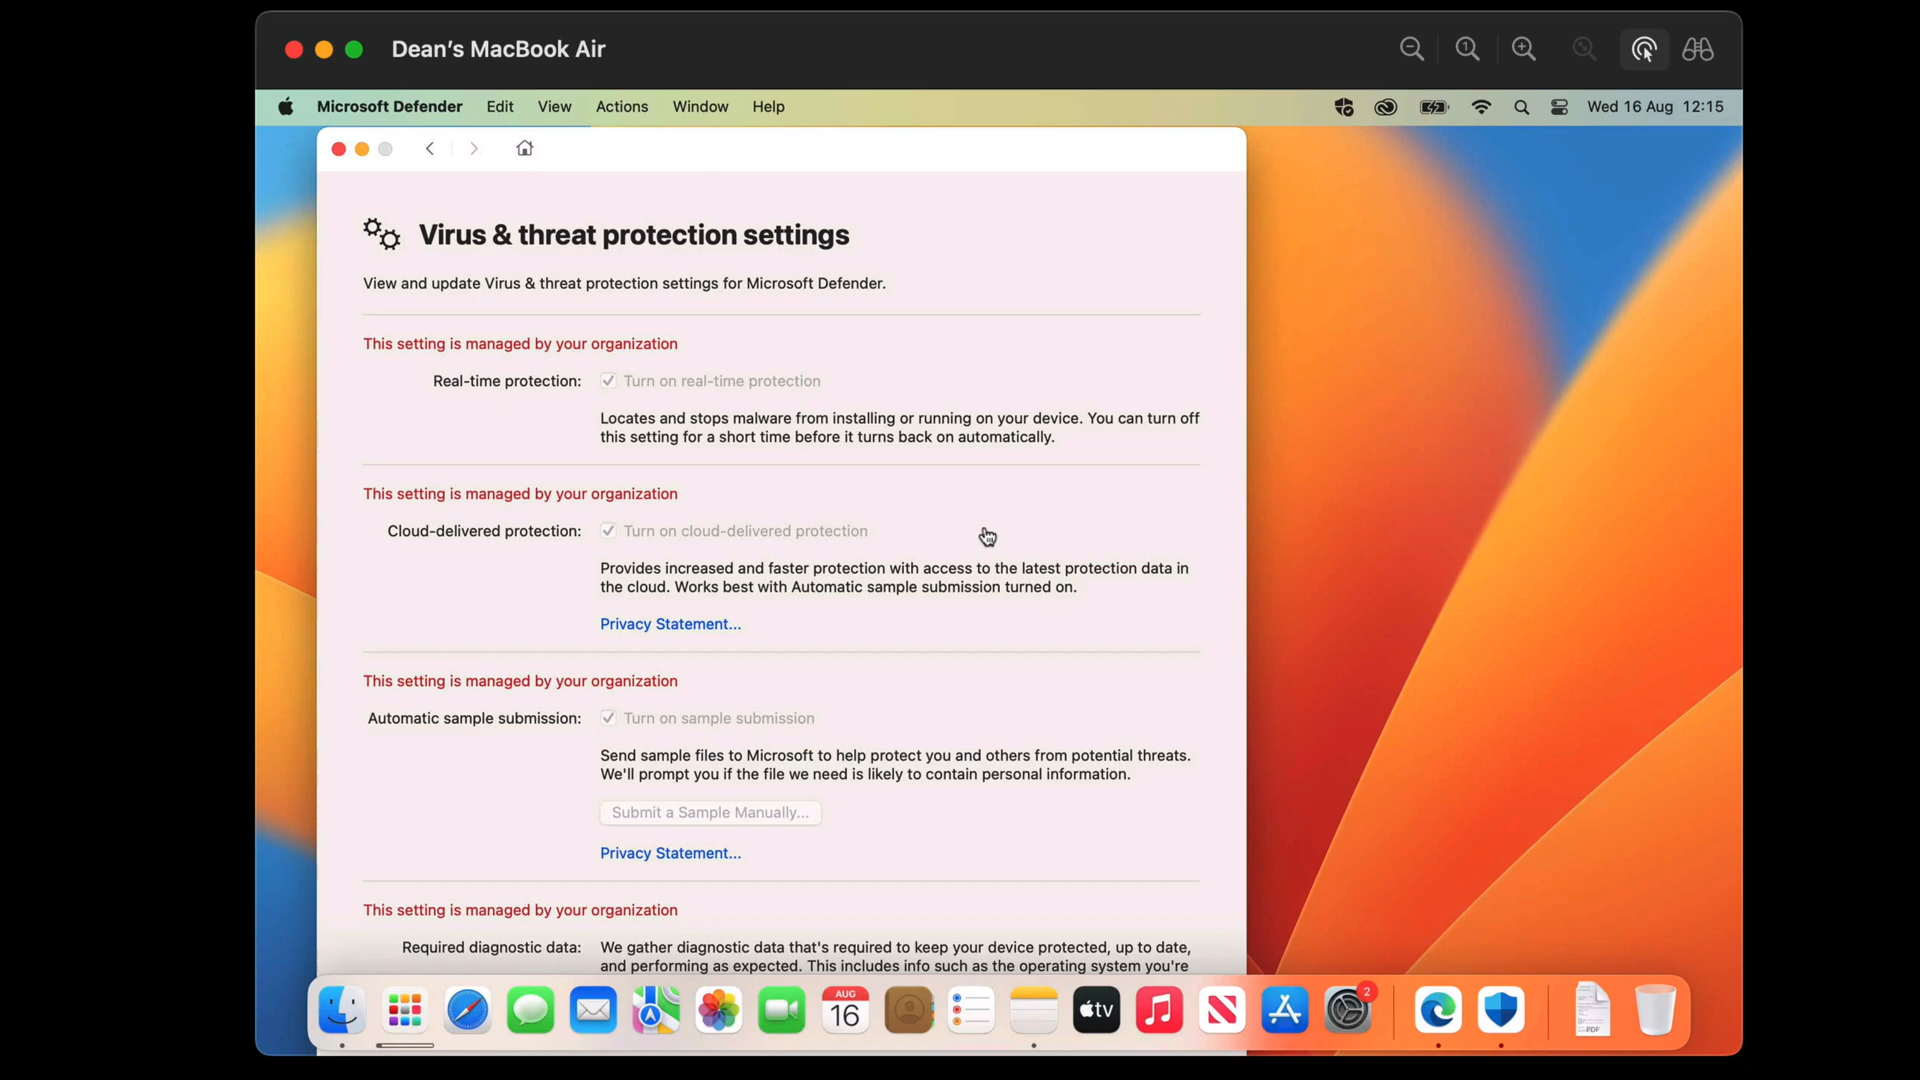 Dean's MacBook Air
1
Microsoft Defender Edit View Actions Window Help Wed 16 Aug 12:15
Virus & threat protection settings
View and update Virus & threat protection settings for Microsoft Defender.
This setting is managed by your organization
Real-time protection: Turn on real-time protection
Locates and stops malware from installing or running on your device. You can turn off
this setting for a short time before it turns back on automatically.
This setting is managed by your organization
Cloud-delivered protection: Turn on cloud-delivered protection
Provides increased and faster protection with access to the latest protection data in
the cloud. Works best with Automatic sample submission turned on.
Privacy Statement...
This setting is managed by your organization
Automatic sample submission: Turn on sample submission
Send sample files to Microsoft to help protect you and others from potential threats.
We'll prompt you if the file we need is likely to contain personal information.
Submit a Sample Manually...
Privacy Statement...
This setting is managed by your organization
Required diagnostic data: We gather diagnostic data that's required to keep your device protected, up to date,
and performing as expected. This includes info such as the operating system you're
AUG
16
tv
2
PDF